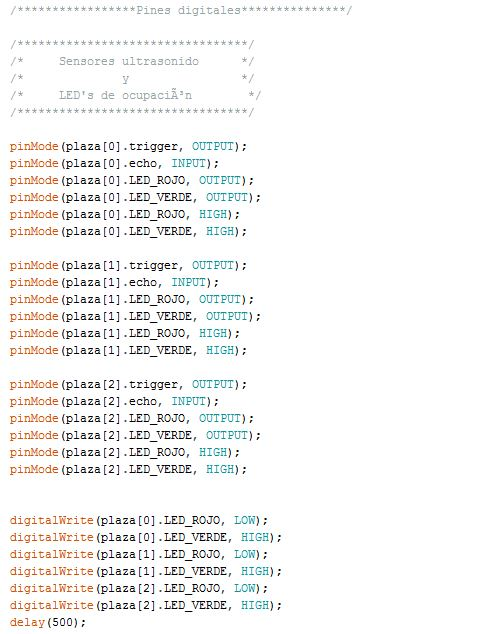 /*****************Pines digitales***************/
/*********************************/
/*     Sensores ultrasonido      */
/*              y                */
/*     LED's de ocupaciÃ³n        */
/*********************************/
pinMode(plaza[0].trigger, OUTPUT);
pinMode(plaza[0].echo, INPUT);
pinMode(plaza[0].LED_ROJO, OUTPUT);
pinMode(plaza[0].LED_VERDE, OUTPUT);
pinMode(plaza[0].LED_ROJO, HIGH);
pinMode(plaza[0].LED_VERDE, HIGH);
pinMode(plaza[1].trigger, OUTPUT);
pinMode(plaza[1].echo, INPUT);
pinMode(plaza[1].LED_ROJO, OUTPUT);
pinMode(plaza[1].LED_VERDE, OUTPUT);
pinMode(plaza[1].LED_ROJO, HIGH);
pinMode(plaza[1].LED_VERDE, HIGH);
pinMode(plaza[2].trigger, OUTPUT);
pinMode(plaza[2].echo, INPUT);
pinMode(plaza[2].LED_ROJO, OUTPUT);
pinMode(plaza[2].LED_VERDE, OUTPUT);
pinMode(plaza[2].LED_ROJO, HIGH);
pinMode(plaza[2].LED_VERDE, HIGH);
digitalWrite(plaza[0].LED_ROJO, LOW);
digitalWrite(plaza[0].LED_VERDE, HIGH);
digitalWrite(plaza[1].LED_ROJO, LOW);
digitalWrite(plaza[1].LED_VERDE, HIGH);
digitalWrite(plaza[2].LED_ROJO, LOW);
digitalWrite(plaza[2].LED_VERDE, HIGH);
delay(500);